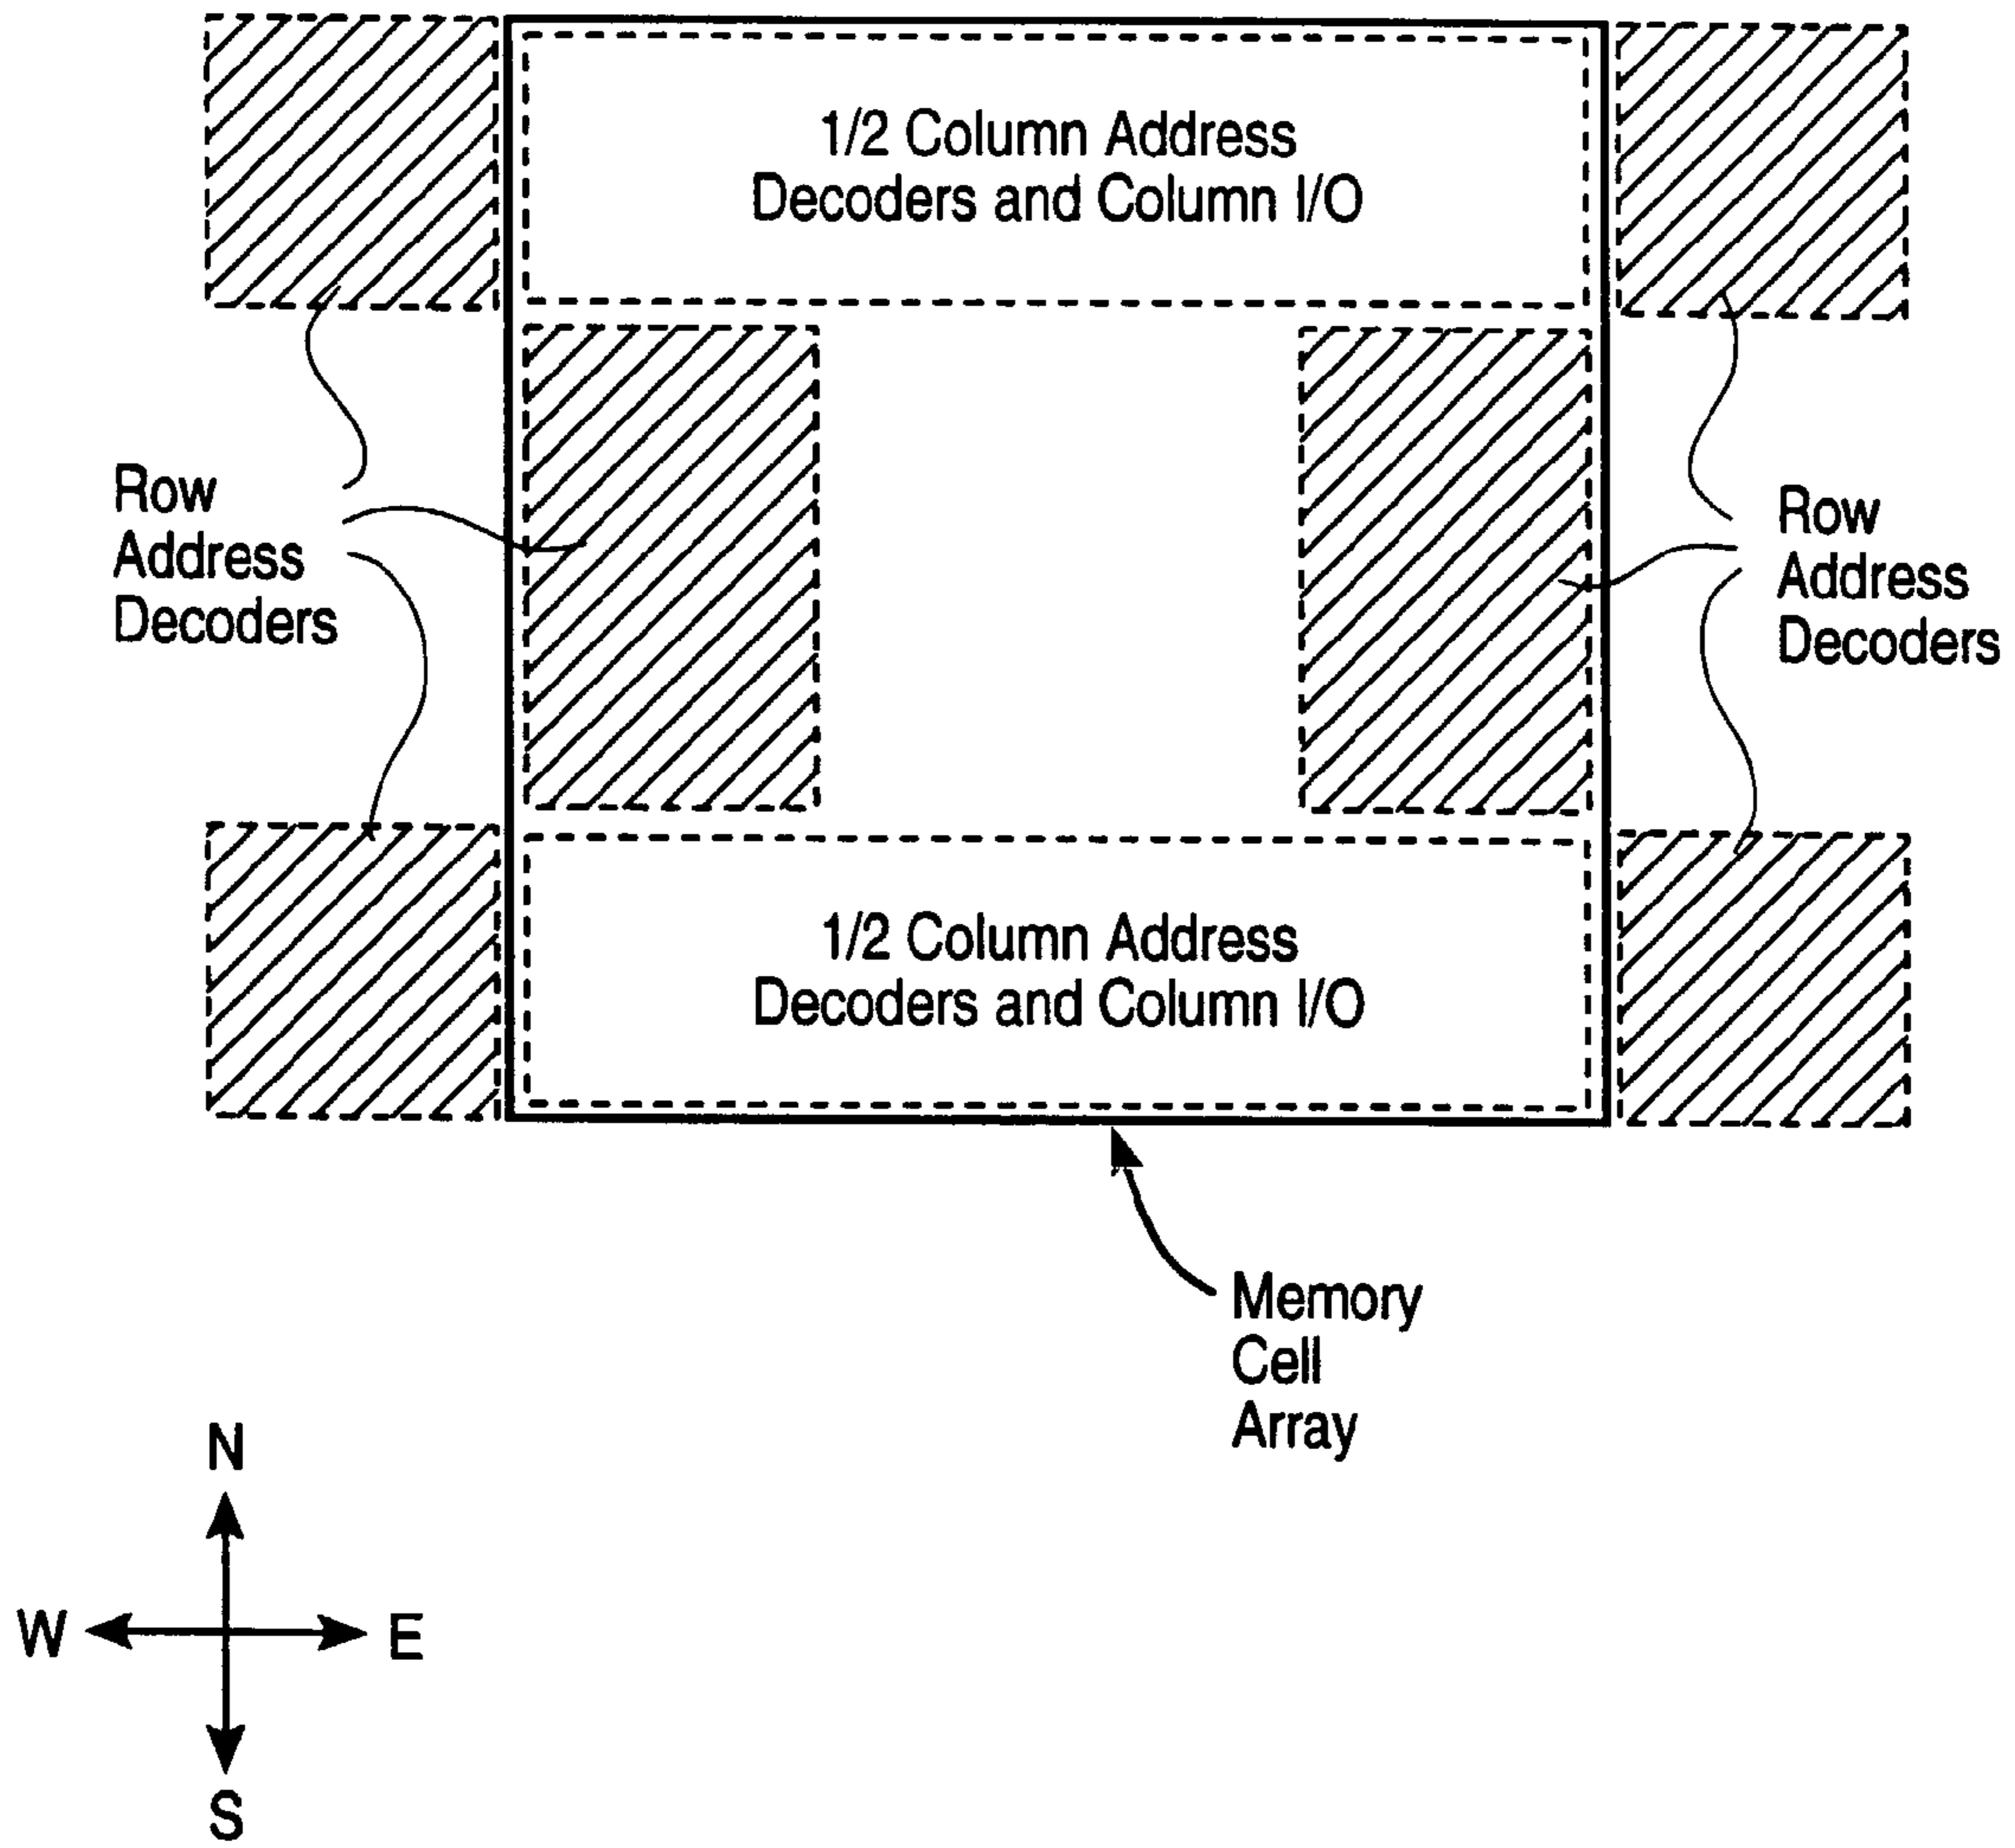 1/2 Column Address
Decoders and Column I/O
Row
Address
Decoders
Row
Address
Decoders
1/2 Column Address
Decoders and Column I/O
Memory
Cell
Array
N
W
E
S